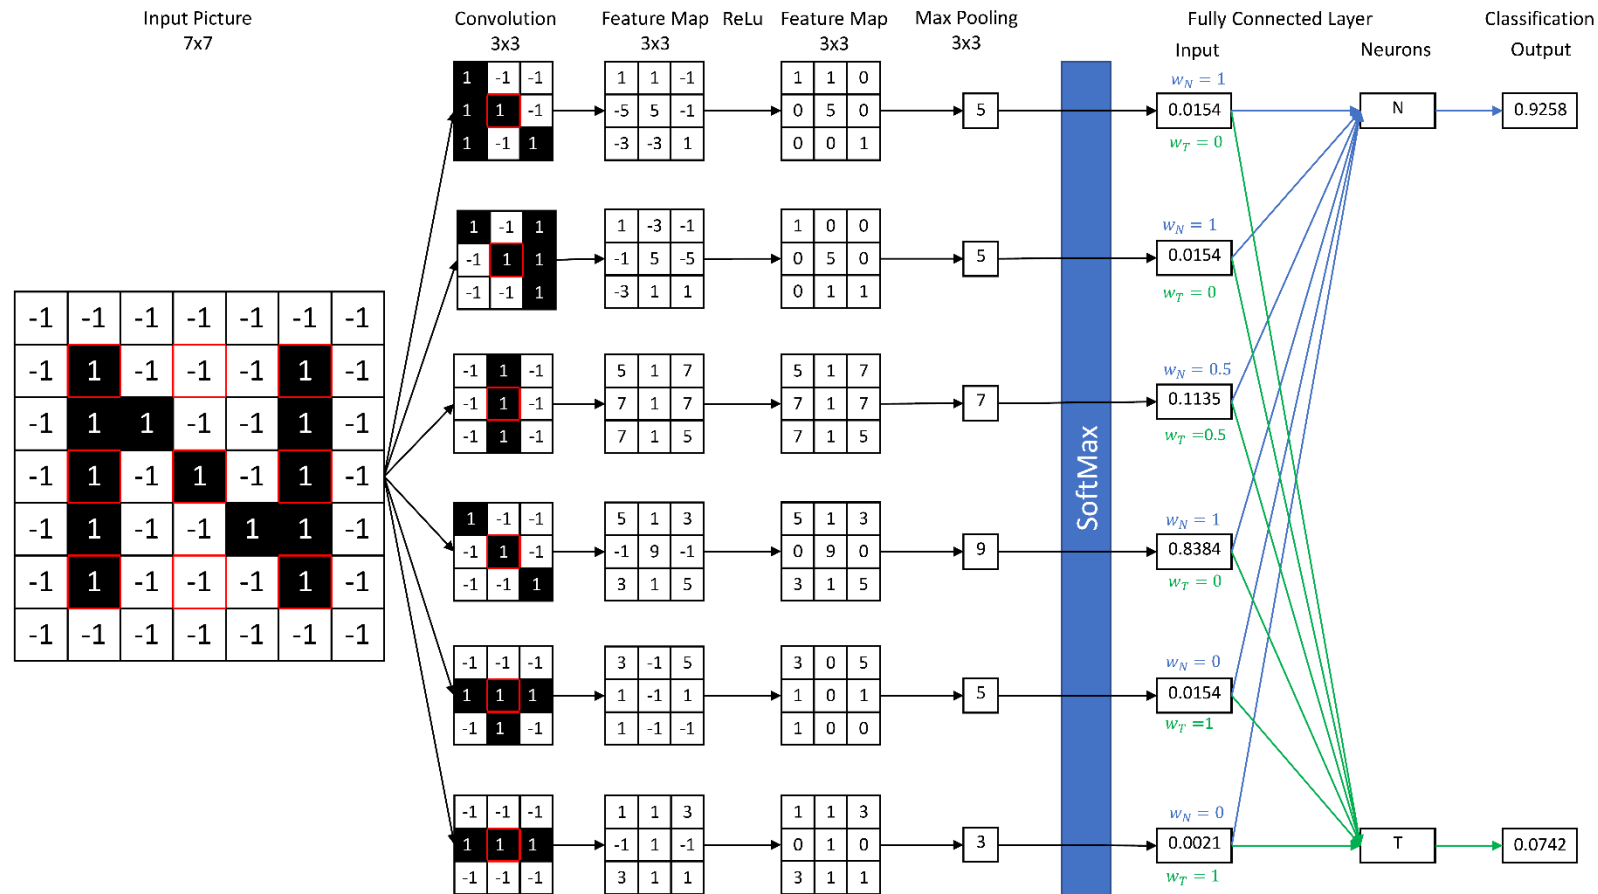 Input Picture
7x7
Convolution
3x3
Feature Map
3x3
ReLu
Feature Map
3x3
Max Pooling
3x3
Fully Connected Layer
Input
Neurons
Classification
Output
-1 -1 -1 -1 -1 -1 -1
-1 1 -1 -1 -1 1 -1
-1 1 1 -1 -1 1 -1
-1 1 -1 1 -1 1 -1
-1 1 -1 -1 1 1 -1
-1 1 -1 -1 -1 1 -1
-1 -1 -1 -1 -1 -1 -1
1 -1 -1
1 1 -1
1 -1 1
1 1 -1
-5 5 -1
-3 -3 1
1 1 0
0 5 0
0 0 1
5
w_N = 1
0.0154
w_T = 0
1 -1 1
-1 1 1
-1 -1 1
1 -3 -1
-1 5 -5
-3 1 1
1 0 0
0 5 0
0 1 1
5
w_N = 1
0.0154
w_T = 0
-1 1 -1
-1 1 -1
-1 1 -1
5 1 7
7 1 7
7 1 5
5 1 7
7 1 7
7 1 5
7
w_N = 0.5
0.1135
w_T =0.5
1 -1 -1
-1 1 -1
-1 -1 1
5 1 3
-1 9 -1
3 1 5
5 1 3
0 9 0
3 1 5
9
w_N = 1
0.8384
w_T = 0
-1 -1 -1
1 1 1
-1 1 -1
3 -1 5
1 -1 1
1 -1 -1
3 0 5
1 0 1
1 0 0
5
w_N = 0
0.0154
w_T =1
-1 -1 -1
1 1 1
-1 -1 -1
1 1 3
-1 1 -1
3 1 1
1 1 3
0 1 0
3 1 1
3
w_N = 0
0.0021
w_T = 1
SoftMax
N
0.9258
T
0.0742